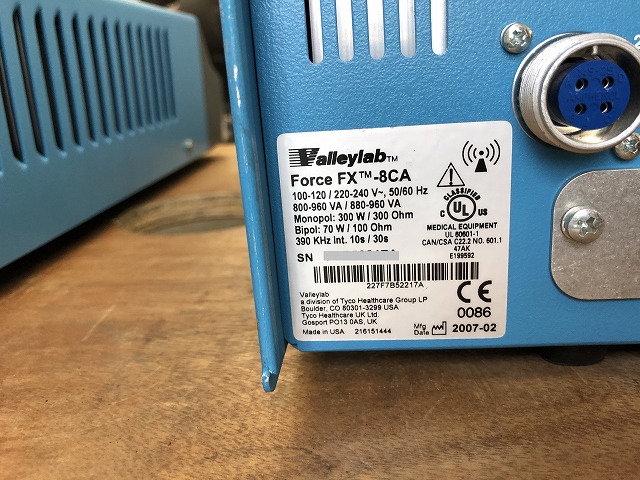 Valleylab™
Force FX™-8CA
100-120 / 220-240 V~, 50/60 Hz
800-960 VA / 880-960 VA
Monopol: 300 W / 300 Ohm
Bipol: 70 W / 100 Ohm
390 KHz Int. 10s / 30s
SN
CLASSIFIED
C UL US
MEDICAL EQUIPMENT
UL 60601-1
CAN/CSA C22.2 NO. 601.1
47AK
E199592
227F7B52217A
Valleylab
a division of Tyco Healthcare Group LP
Boulder, CO 80301-3299 USA
Tyco Healthcare UK Ltd.
Gosport PO13 0AS, UK
Made in USA 216151444
CE
0086
Mfg
Date 2007-02